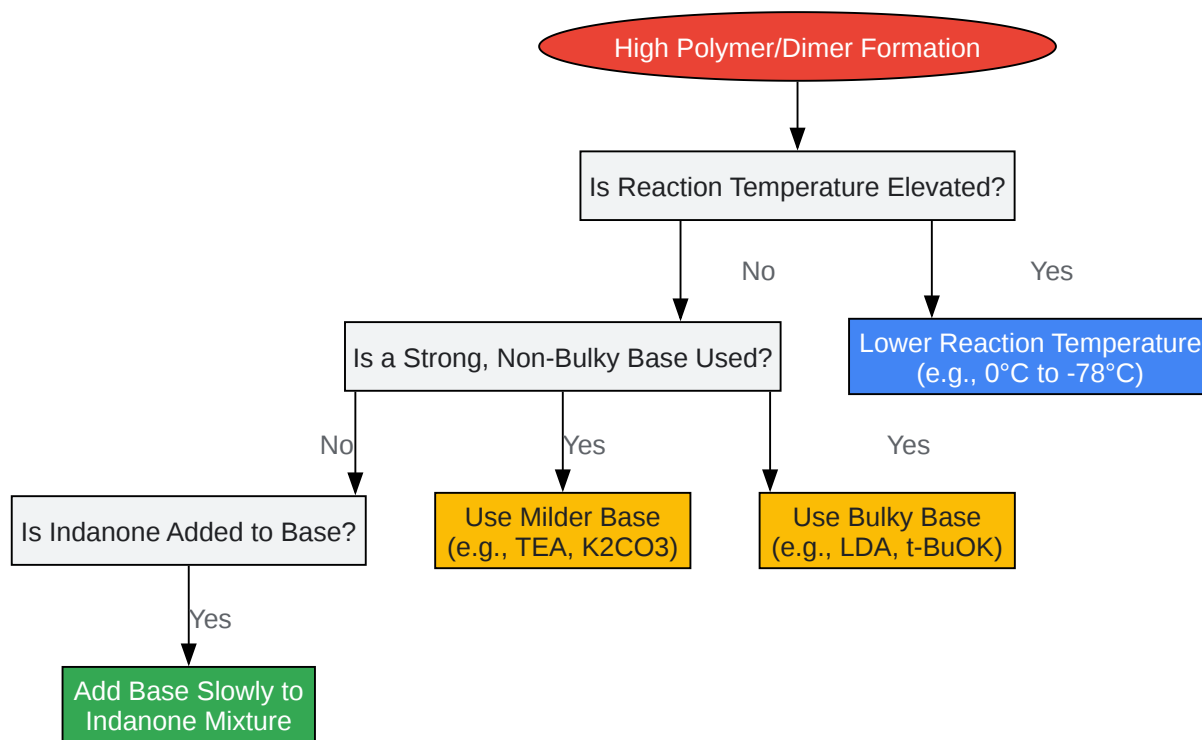 High Polymer/Dimer Formation
Is Reaction Temperature Elevated?
No
Yes
Is a Strong, Non-Bulky Base Used?
Lower Reaction Temperature
(e.g., 0°C to -78°C)
No
Yes
Yes
Is Indanone Added to Base?
Use Milder Base
(e.g., TEA, K2CO3)
Use Bulky Base
(e.g., LDA, t-BuOK)
Yes
Add Base Slowly to
Indanone Mixture